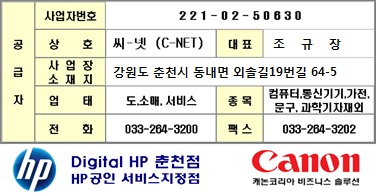 공급자
사업자번호 221-02-50630
상호 씨-넷 (C-NET) 대표 조규장
사업장
소재지 강원도 춘천시 동내면 외솔길19번길 64-5
업태 도.소매. 서비스 종목 컴퓨터,통신기기,가전.
문구. 과학기자재외
전화 033-264-3200 팩스 033-264-3202
hp Digital HP 춘천점
HP공인 서비스지정점
Canon
캐논코리아 비즈니스 솔루션